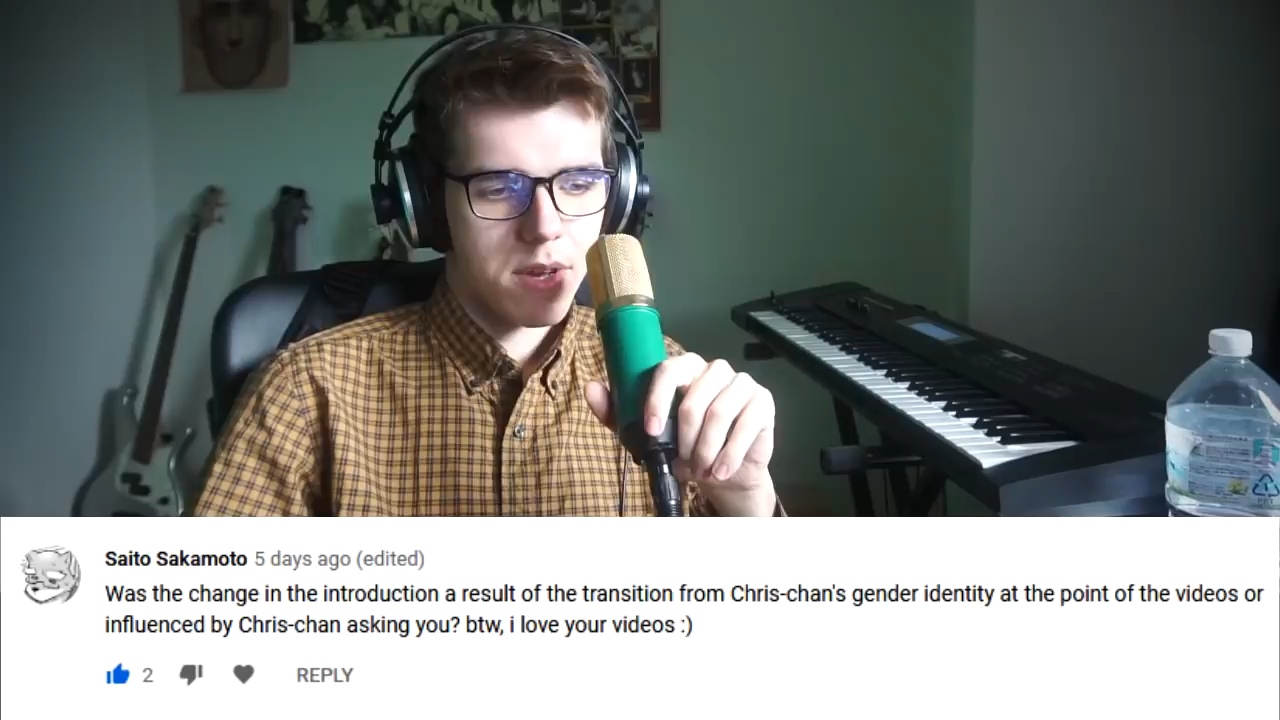 Saito Sakamoto 5 days ago (edited)
Was the change in the introduction a result of the transition from Chris-chan's gender identity at the point of the videos or
influenced by Chris-chan asking you? btw, i love your videos :)
2 REPLY